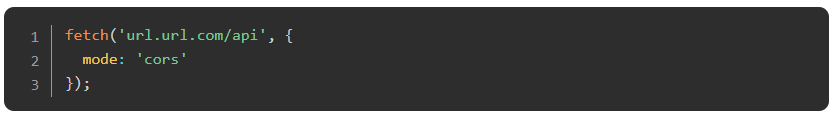 1 fetch('url.url.com/api', {
2   mode: 'cors'
3 });